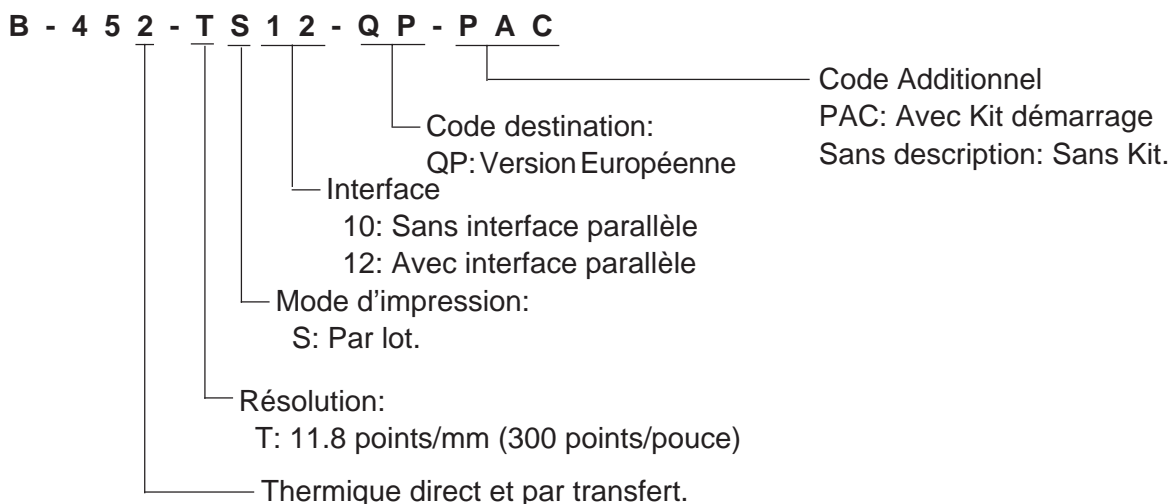 B - 4 5 2 - T S 1 2 - Q P - P A C
Code Additionnel
PAC: Avec Kit démarrage
Sans description: Sans Kit.
Code destination:
QP: Version Européenne
Interface
10: Sans interface parallèle
12: Avec interface parallèle
Mode d’impression:
S: Par lot.
Résolution:
T: 11.8 points/mm (300 points/pouce)
Thermique direct et par transfert.